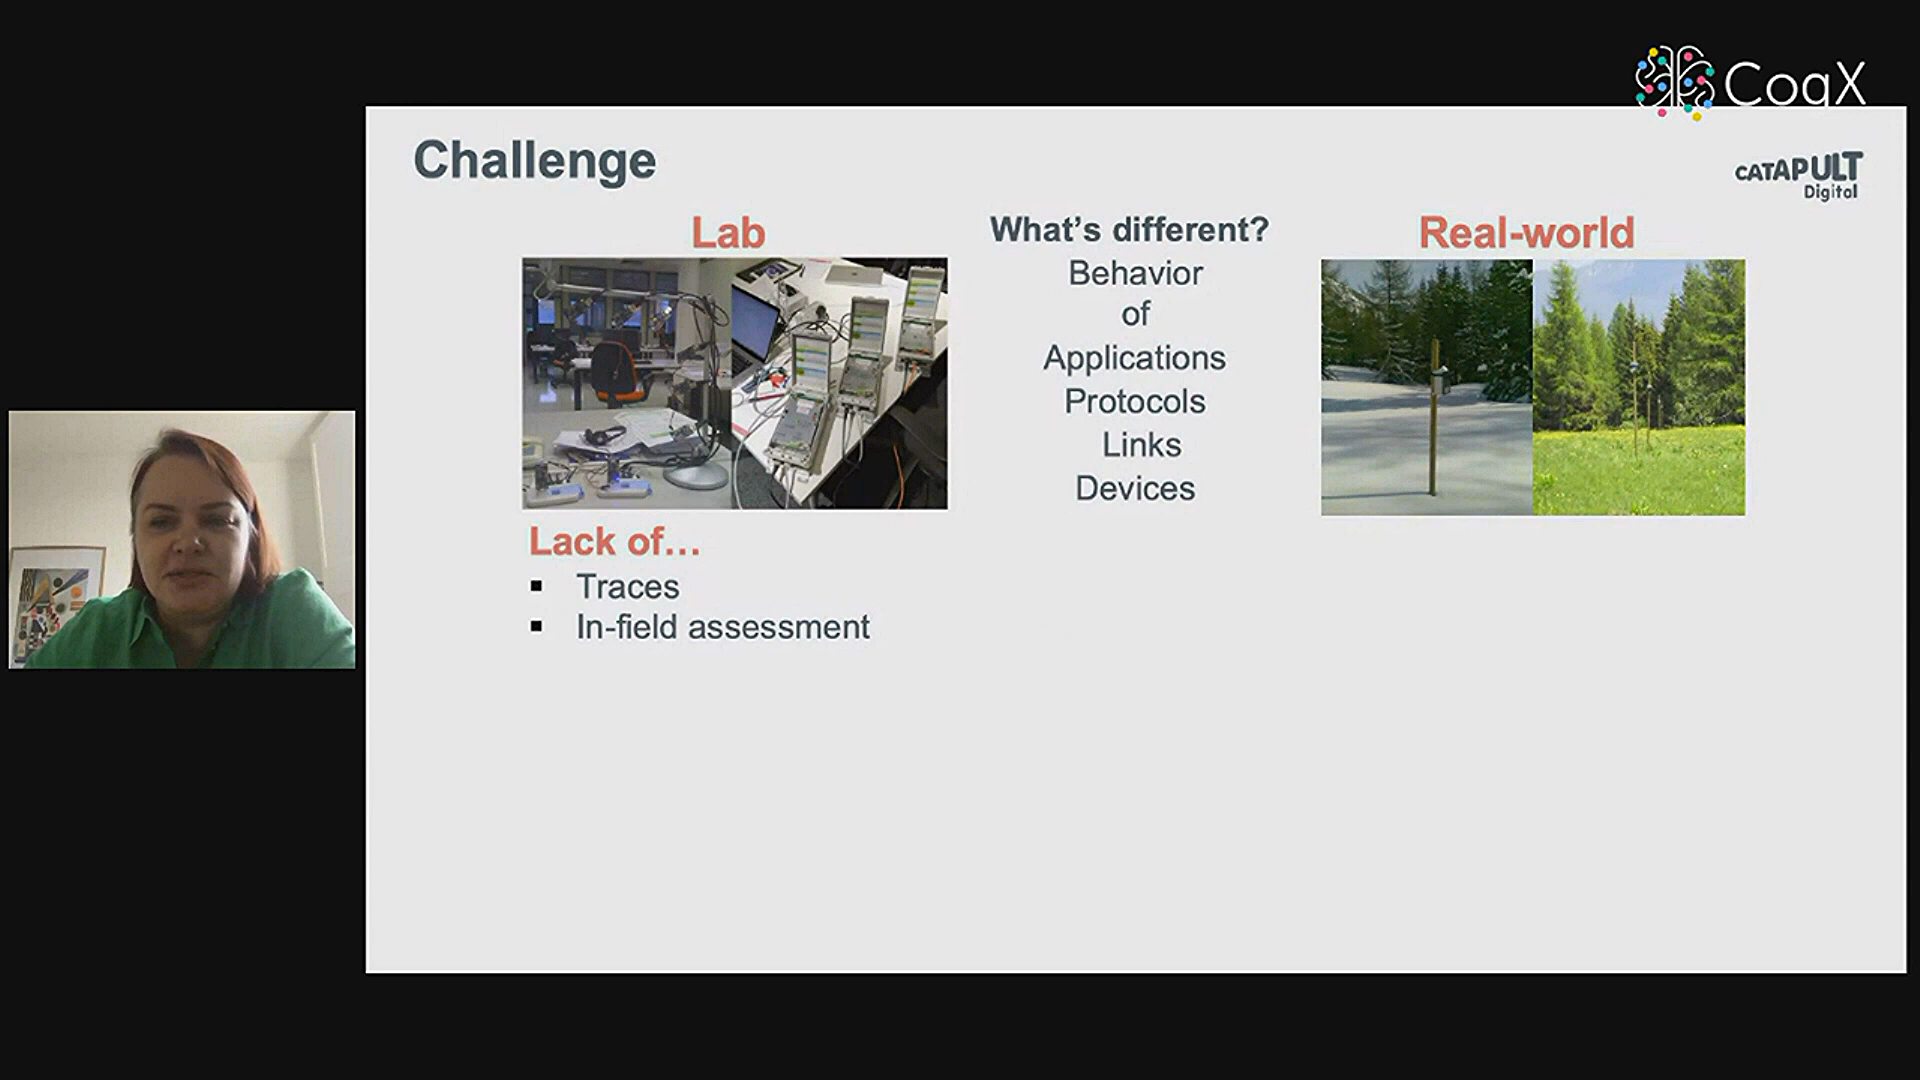 CogX
Challenge
CATAPULT
Digital
Lab
What's different?
Behavior
of
Applications
Protocols
Links
Devices
Real-world
Lack of...
▪ Traces
▪ In-field assessment